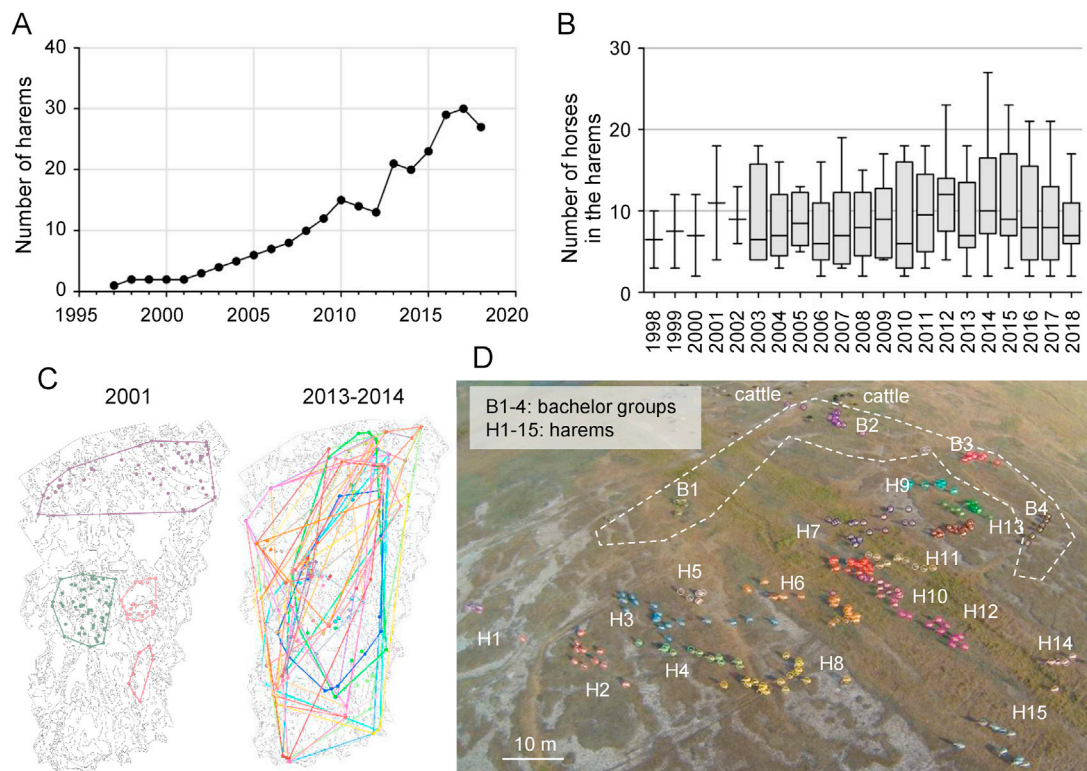 A
Number of harems
40
30
20
10
0
1995
2000
2005
2010
2015
2020
B
Number of horses
in the harems
30
20
10
0
1998
1999
2000
2001
2002
2003
2004
2005
2006
2007
2008
2009
2010
2011
2012
2013
2014
2015
2016
2017
2018
C
2001
2013-2014
D
B1-4: bachelor groups
H1-15: harems
cattle
cattle
B2
B3
B1
H9
B4
H7
H13
H11
H5
H6
H10
H3
H12
H1
H4
H8
H14
H2
H15
10 m